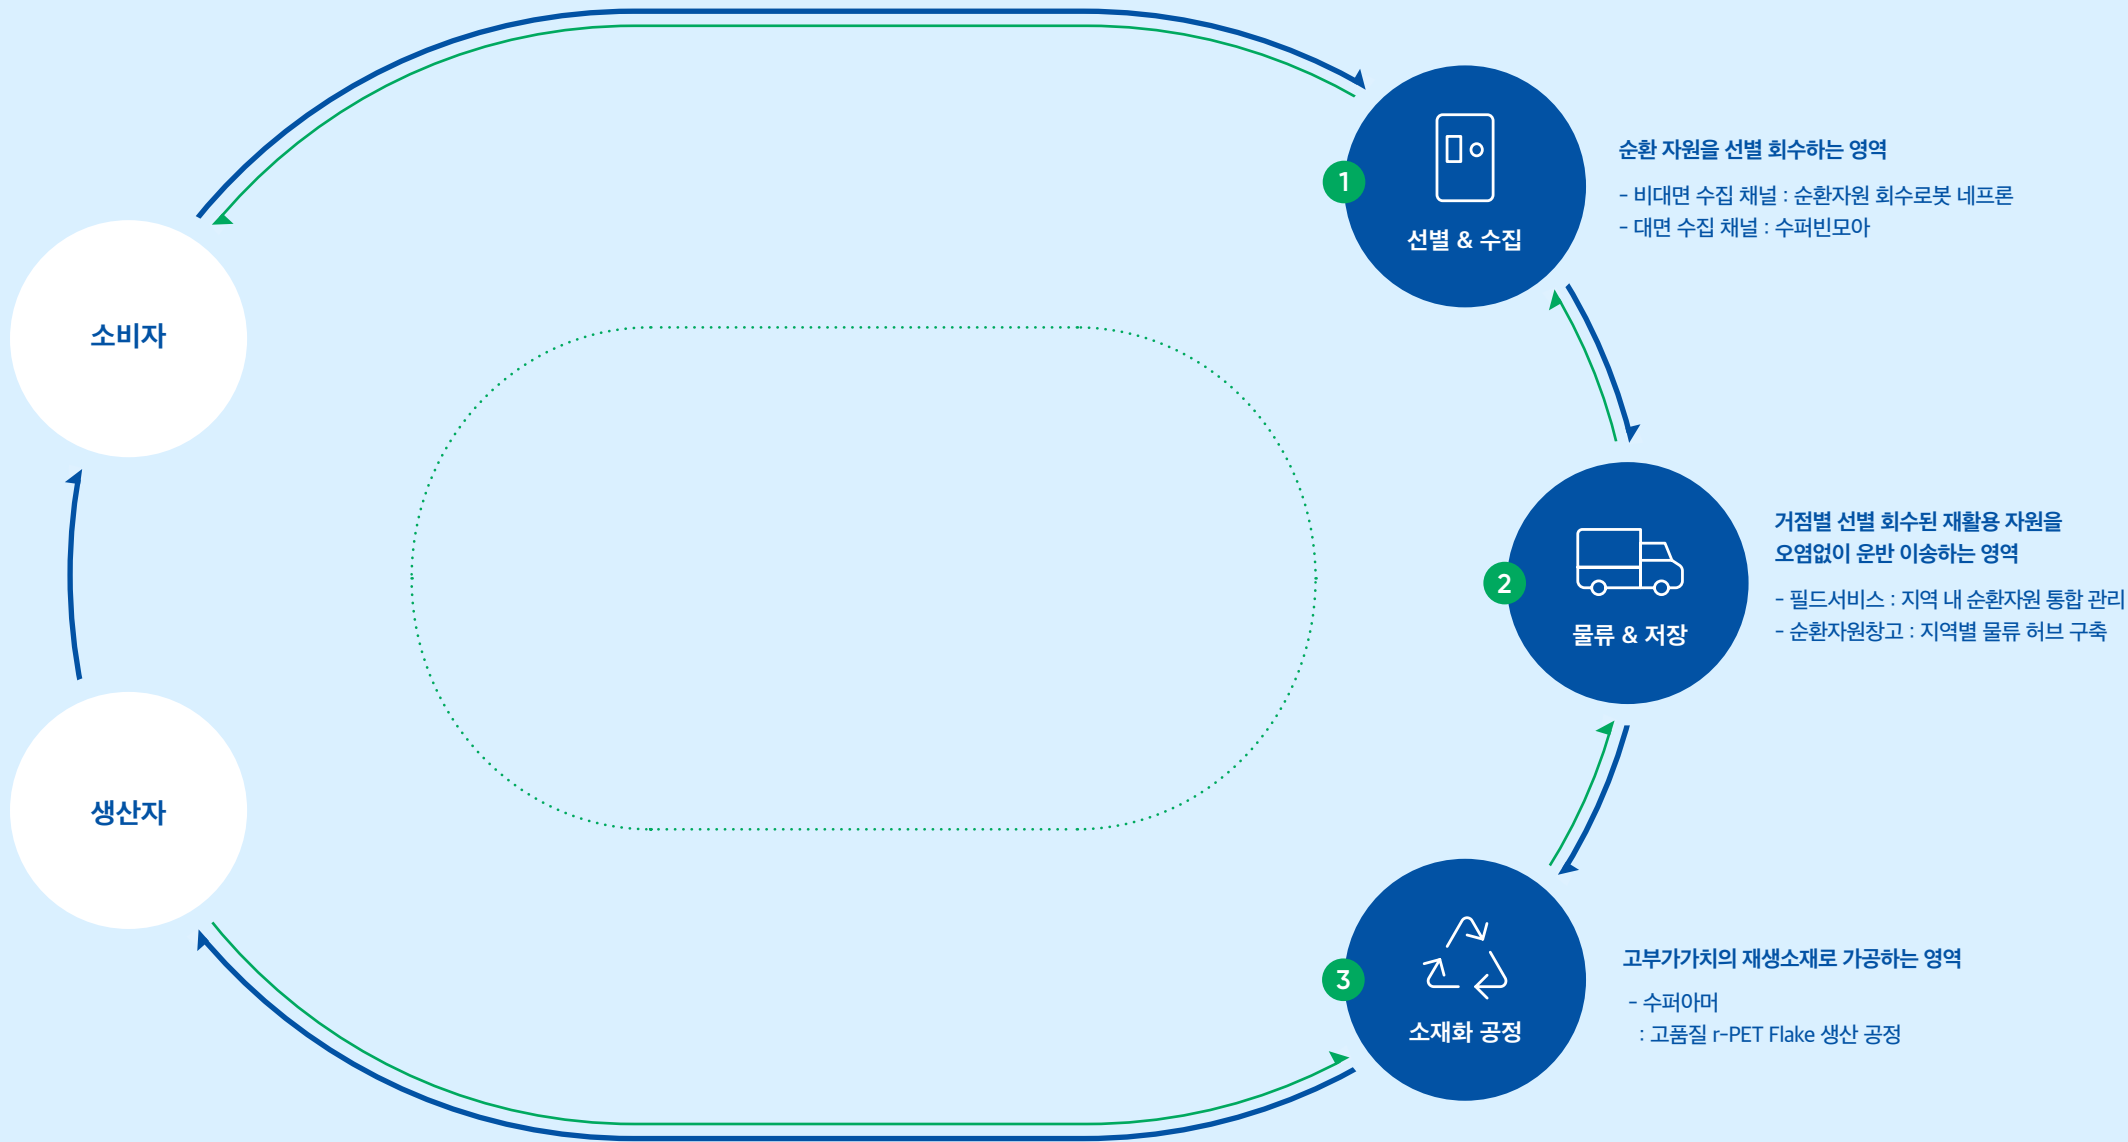 소비자
생산자
1
선별 & 수집
순환 자원을 선별 회수하는 영역
- 비대면 수집 채널 : 순환자원 회수로봇 네프론
- 대면 수집 채널 : 수퍼빈모아
2
물류 & 저장
거점별 선별 회수된 재활용 자원을
오염없이 운반 이송하는 영역
- 필드서비스 : 지역 내 순환자원 통합 관리
- 순환자원창고 : 지역별 물류 허브 구축
3
소재화 공정
고부가가치의 재생소재로 가공하는 영역
- 수퍼아머
: 고품질 r-PET Flake 생산 공정